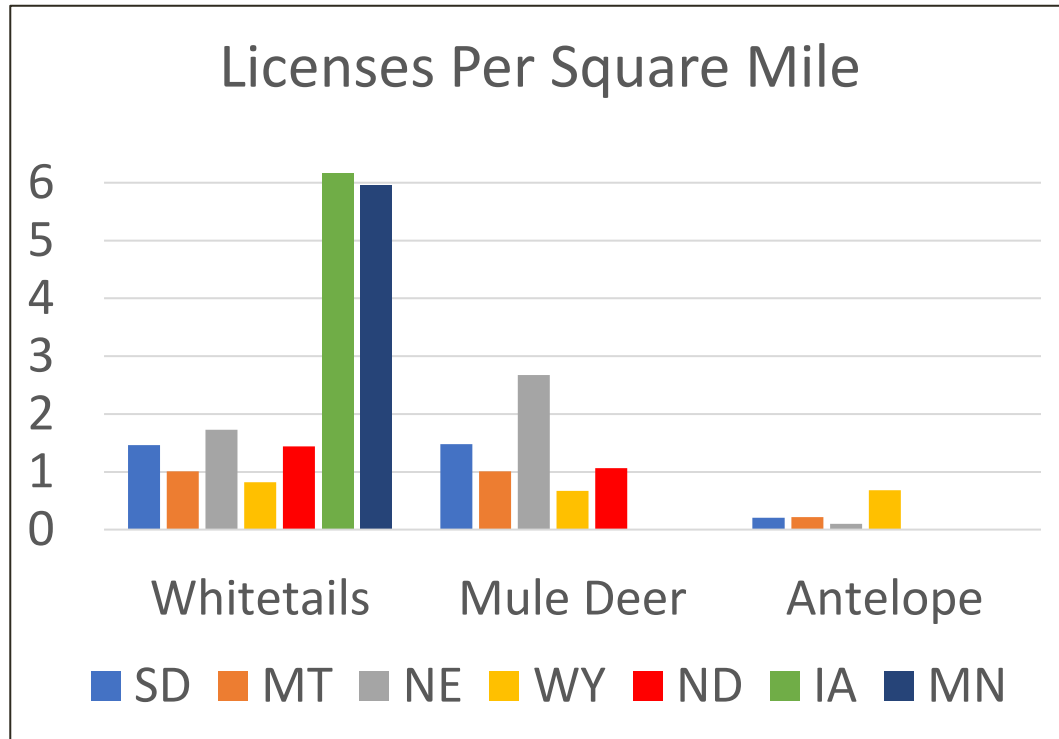 Licenses Per Square Mile
6
5
4
3
2
1
0
Whitetails Mule Deer Antelope
SD MT NE WY ND IA MN